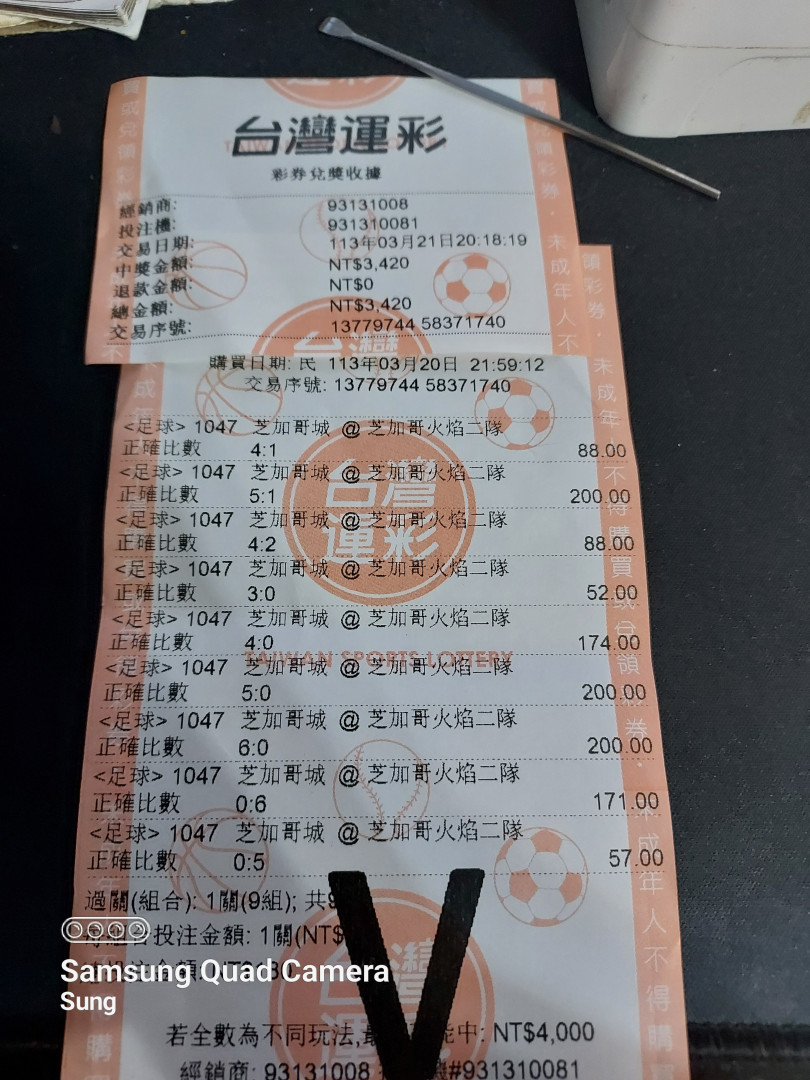 台灣運彩
彩券兌獎收據
經銷商: 93131008
投注機: 931310081
交易日期: 113年03月21日20:18:19
中獎金額: NT$3,420
退款金額: NT$0
總金額: NT$3,420
交易序號: 13779744 58371740
購買日期: 民 113年03月20日 21:59:12
交易序號: 13779744 58371740
<足球> 1047 芝加哥城 @ 芝加哥火焰二隊
正確比數 4:1 88.00
<足球> 1047 芝加哥城 @ 芝加哥火焰二隊
正確比數 5:1 200.00
<足球> 1047 芝加哥城 @ 芝加哥火焰二隊
正確比數 4:2 88.00
<足球> 1047 芝加哥城 @ 芝加哥火焰二隊
正確比數 3:0 52.00
<足球> 1047 芝加哥城 @ 芝加哥火焰二隊
正確比數 4:0 174.00
TAIWAN SPORTS LOTTERY
<足球> 1047 芝加哥城 @ 芝加哥火焰二隊
正確比數 5:0 200.00
<足球> 1047 芝加哥城 @ 芝加哥火焰二隊
正確比數 6:0 200.00
<足球> 1047 芝加哥城 @ 芝加哥火焰二隊
正確比數 0:6 171.00
<足球> 1047 芝加哥城 @ 芝加哥火焰二隊
正確比數 0:5 57.00
過關(組合): 1關(9組); 共
投注金額: 1關(NT$
V
Samsung Quad Camera
Sung
若全數為不同玩法, 中: NT$4,000
經銷商: 93131008 #931310081